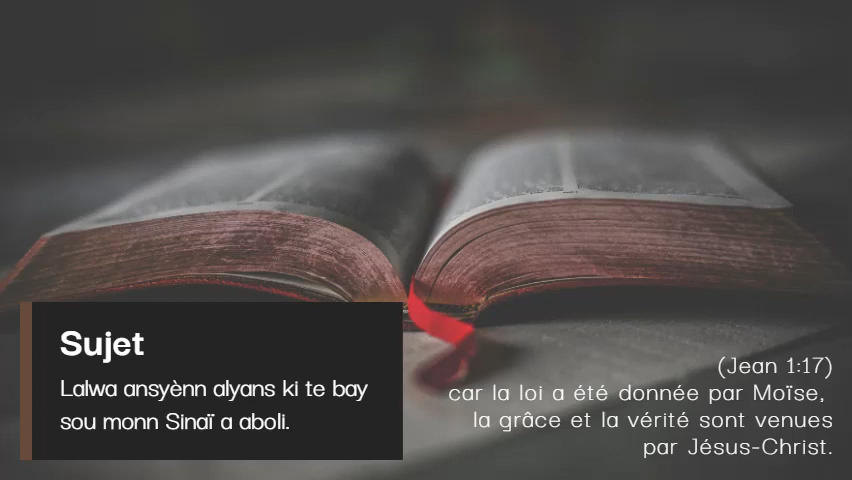 Sujet
Lalwa ansyènn alyans ki te bay
sou monn Sinaï a aboli.
(Jean 1:17)
car la loi a été donnée par Moïse,
la grâce et la vérité sont venues
par Jésus-Christ.